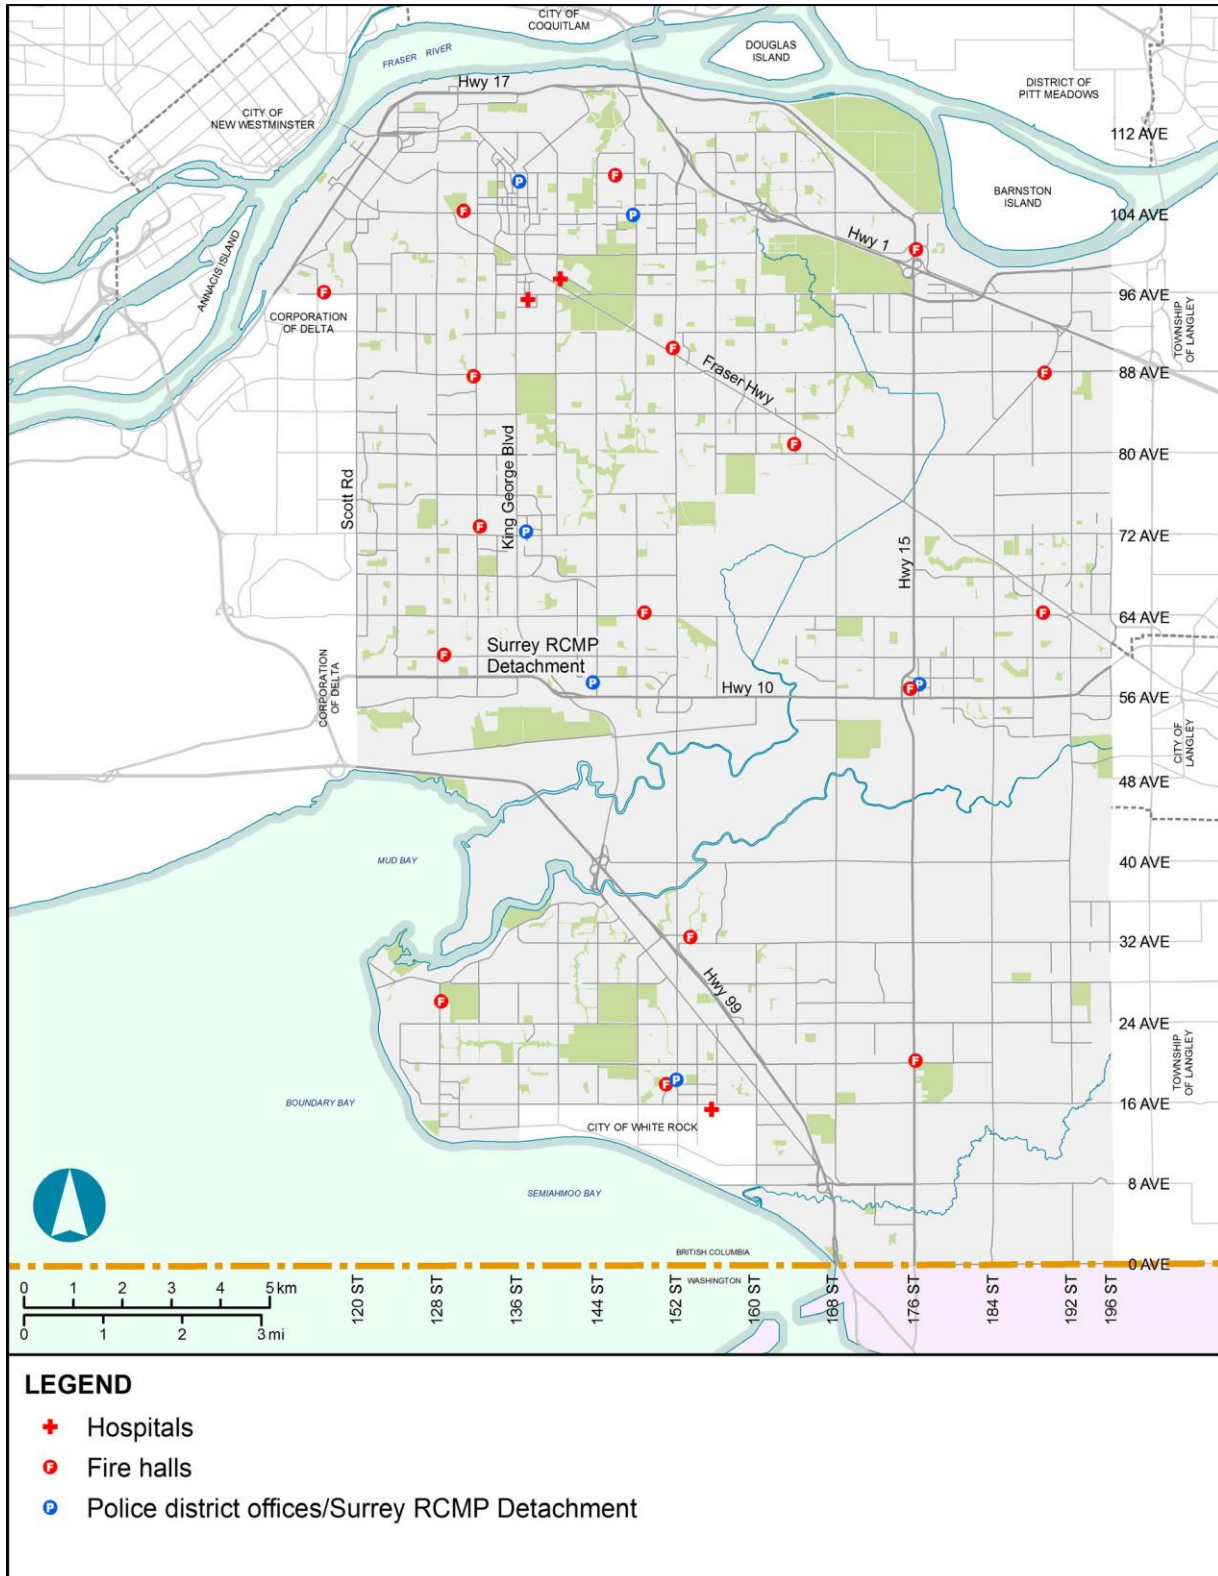 CITY OF
COQUITLAM
FRASER RIVER
DOUGLAS
ISLAND
Hwy 17
DISTRICT OF
PITT MEADOWS
CITY OF
NEW WESTMINSTER
112 AVE
P
F
BARNSTON
ISLAND
F
P
104 AVE
Hwy 1
F
ANNACIS ISLAND
F
96 AVE
CORPORATION
OF DELTA
TOWNSHIP
OF LANGLEY
F
Fraser Hwy
F
F
88 AVE
King George Blvd
F
80 AVE
Scott Rd
F
P
72 AVE
Hwy 15
F
F
64 AVE
Surrey RCMP
Detachment
F
CORPORATION
OF DELTA
P
Hwy 10
F
P
56 AVE
CITY OF
LANGLEY
48 AVE
MUD BAY
40 AVE
F
32 AVE
Hwy 99
F
24 AVE
F
TOWNSHIP
OF LANGLEY
F
P
BOUNDARY BAY
16 AVE
CITY OF WHITE ROCK
8 AVE
SEMIAHMOO BAY
BRITISH COLUMBIA
0 AVE
WASHINGTON
0 1 2 3 4 5 km
0 1 2 3 mi
120 ST
128 ST
136 ST
144 ST
152 ST
160 ST
168 ST
176 ST
184 ST
192 ST
196 ST
LEGEND
Hospitals
F Fire halls
P Police district offices/Surrey RCMP Detachment